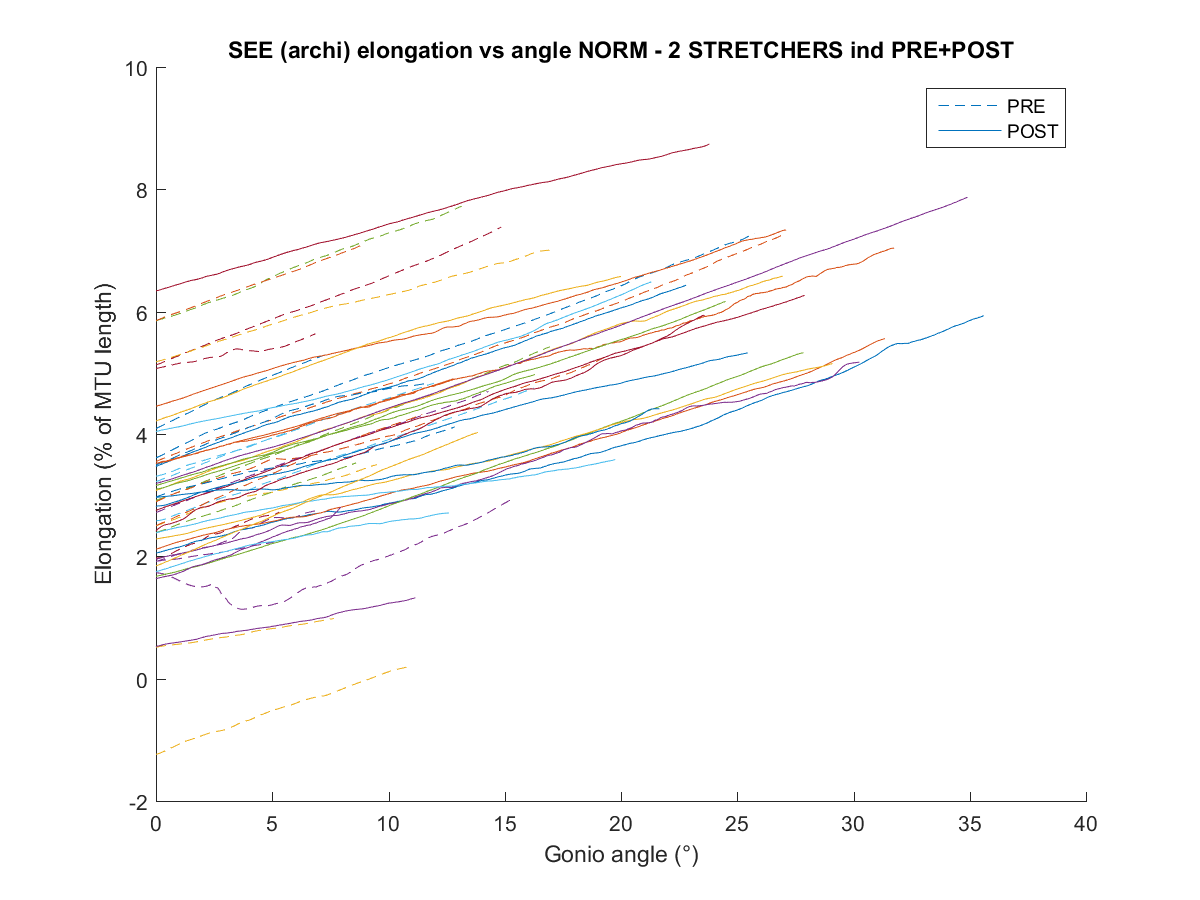 SEE (archi) elongation vs angle NORM - 2 STRETCHERS ind PRE+POST
PRE
POST
Elongation (% of MTU length)
10
8
6
4
2
0
-2
0 5 10 15 20 25 30 35 40
Gonio angle (°)